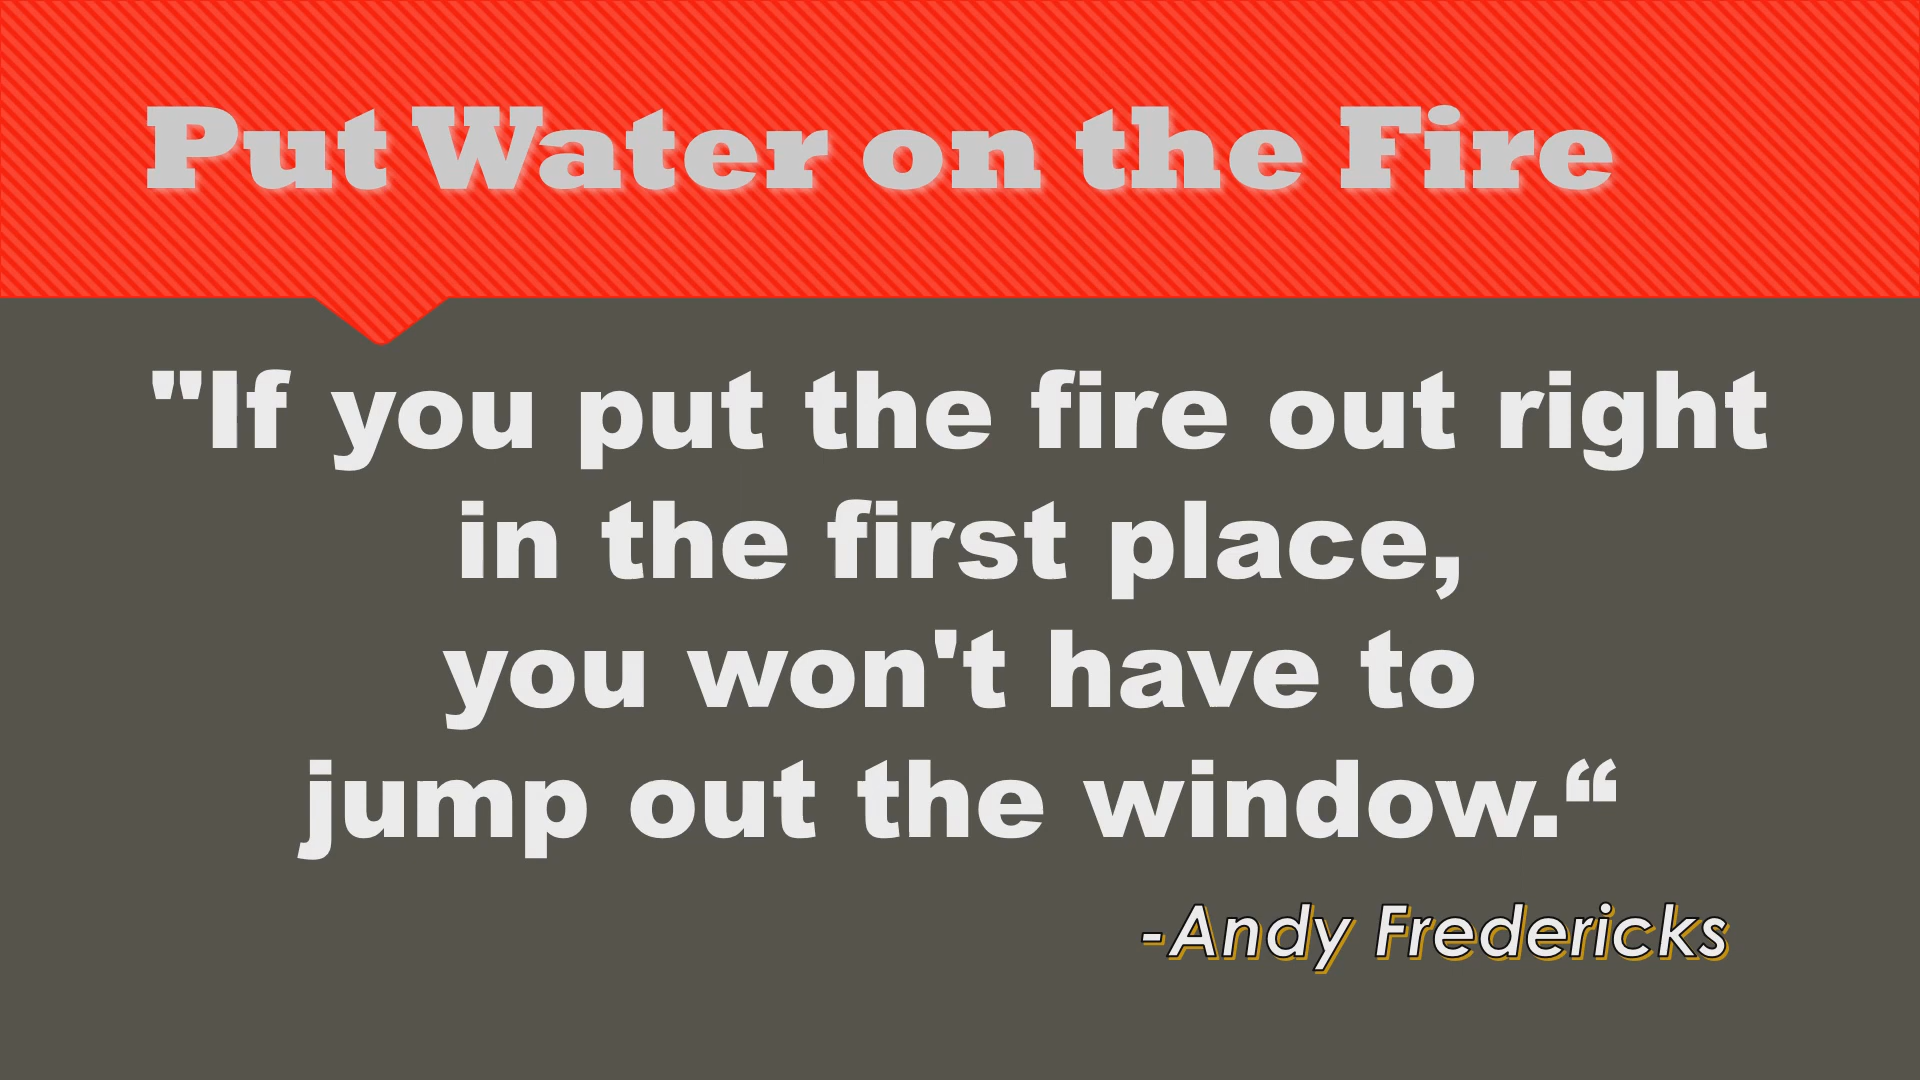 Put Water on the Fire
"If you put the fire out right
in the first place,
you won't have to
jump out the window.“
-Andy Fredericks